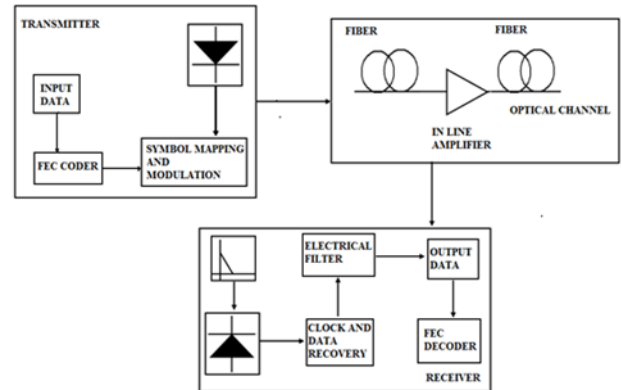 TRANSMITTER
INPUT
DATA
FEC CODER
SYMBOL MAPPING
AND
MODULATION
FIBER
FIBER
OPTICAL CHANNEL
IN LINE
AMPLIFIER
ELECTRICAL
FILTER
OUTPUT
DATA
CLOCK AND
DATA
RECOVERY
FEC
DECODER
RECEIVER